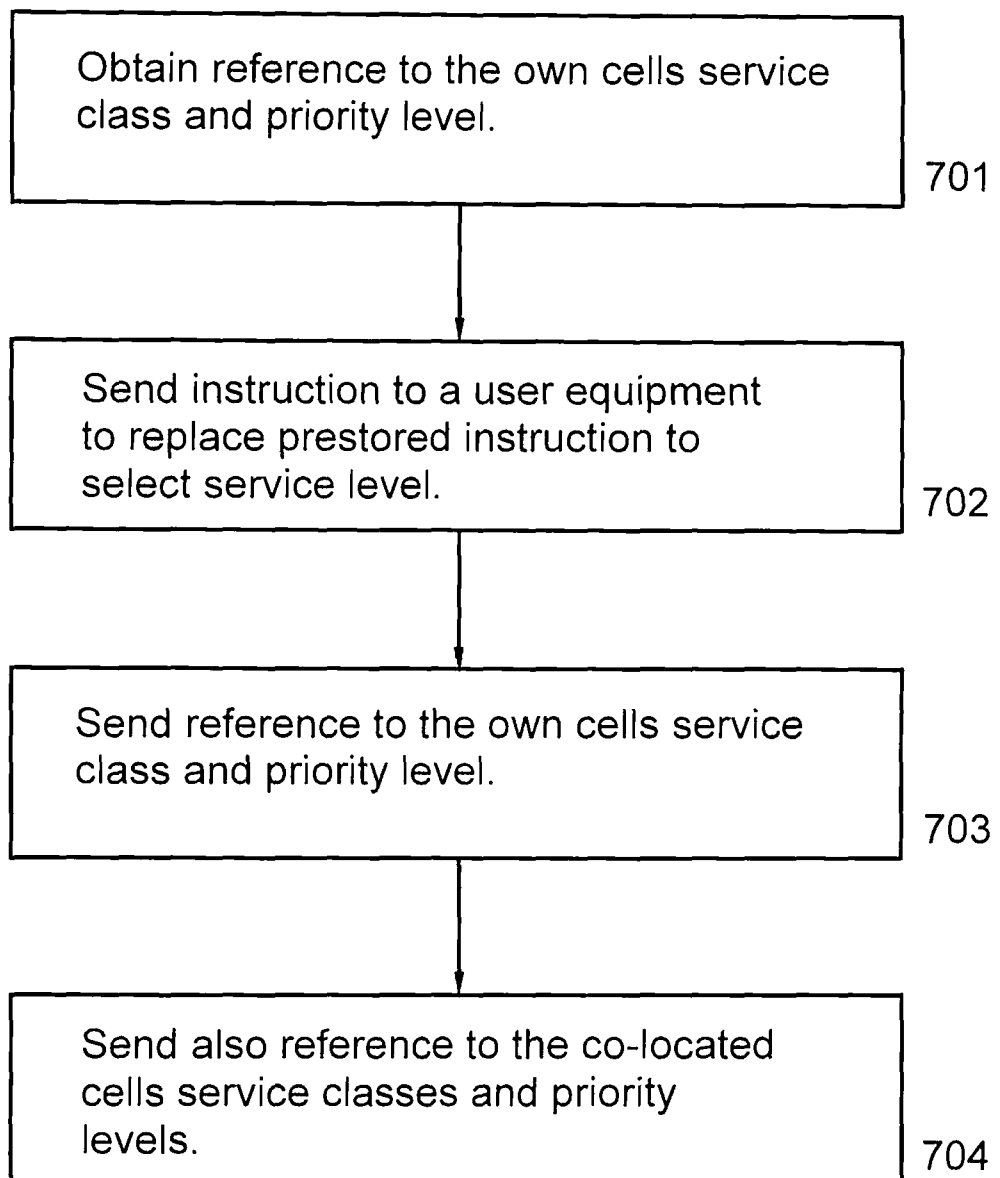 Obtain reference to the own cells service
class and priority level.
701
Send instruction to a user equipment
to replace prestored instruction to
select service level.
702
Send reference to the own cells service
class and priority level.
703
Send also reference to the co-located
cells service classes and priority
levels.
704